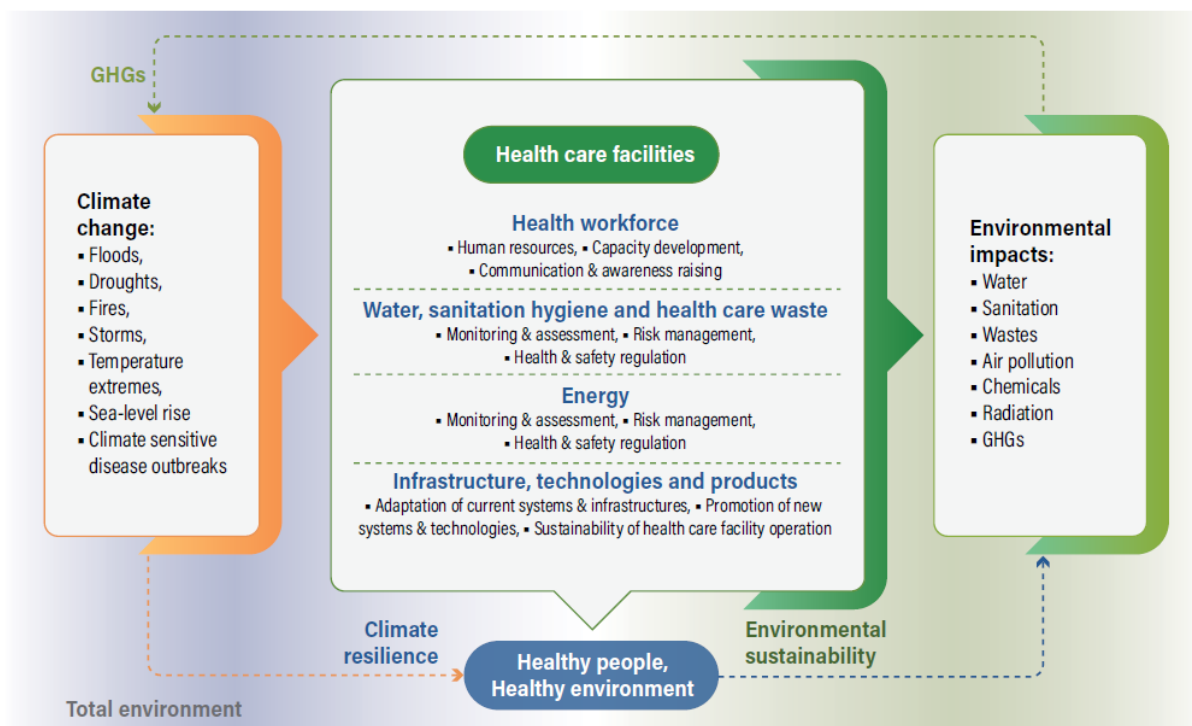 GHGs
Climate
change:
▪ Floods,
▪ Droughts,
▪ Fires,
▪ Storms,
▪ Temperature
extremes,
▪ Sea-level rise
▪ Climate sensitive
disease outbreaks
Health care facilities
Health workforce
▪ Human resources, ▪ Capacity development,
▪ Communication & awareness raising
Water, sanitation hygiene and health care waste
▪ Monitoring & assessment, ▪ Risk management,
▪ Health & safety regulation
Energy
▪ Monitoring & assessment, ▪ Risk management,
▪ Health & safety regulation
Infrastructure, technologies and products
▪ Adaptation of current systems & infrastructures, ▪ Promotion of new
systems & technologies, ▪ Sustainability of health care facility operation
Environmental
impacts:
▪ Water
▪ Sanitation
▪ Wastes
▪ Air pollution
▪ Chemicals
▪ Radiation
▪ GHGs
Climate
resilience
Healthy people,
Healthy environment
Environmental
sustainability
Total environment